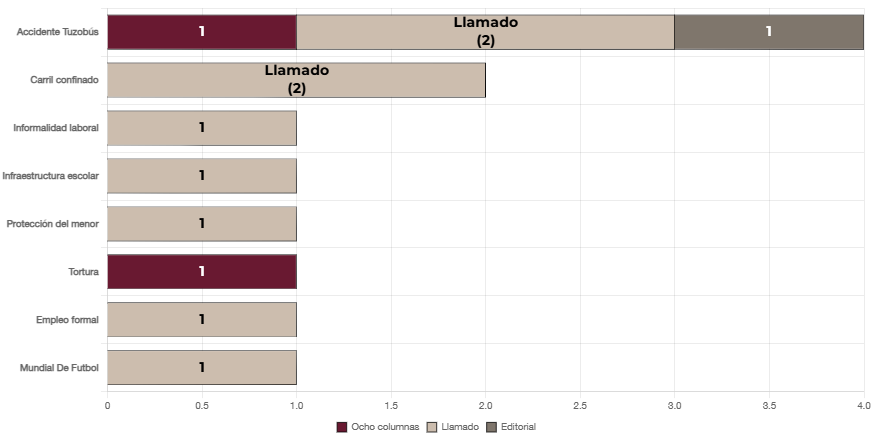 Accidente Tuzobús
1
Llamado
(2)
1
Carril confinado
Llamado
(2)
Informalidad laboral
1
Infraestructura escolar
1
Protección del menor
1
Tortura
1
Empleo formal
1
Mundial De Futbol
1
0 0.5 1.0 1.5 2.0 2.5 3.0 3.5 4.0
Ocho columnas Llamado Editorial